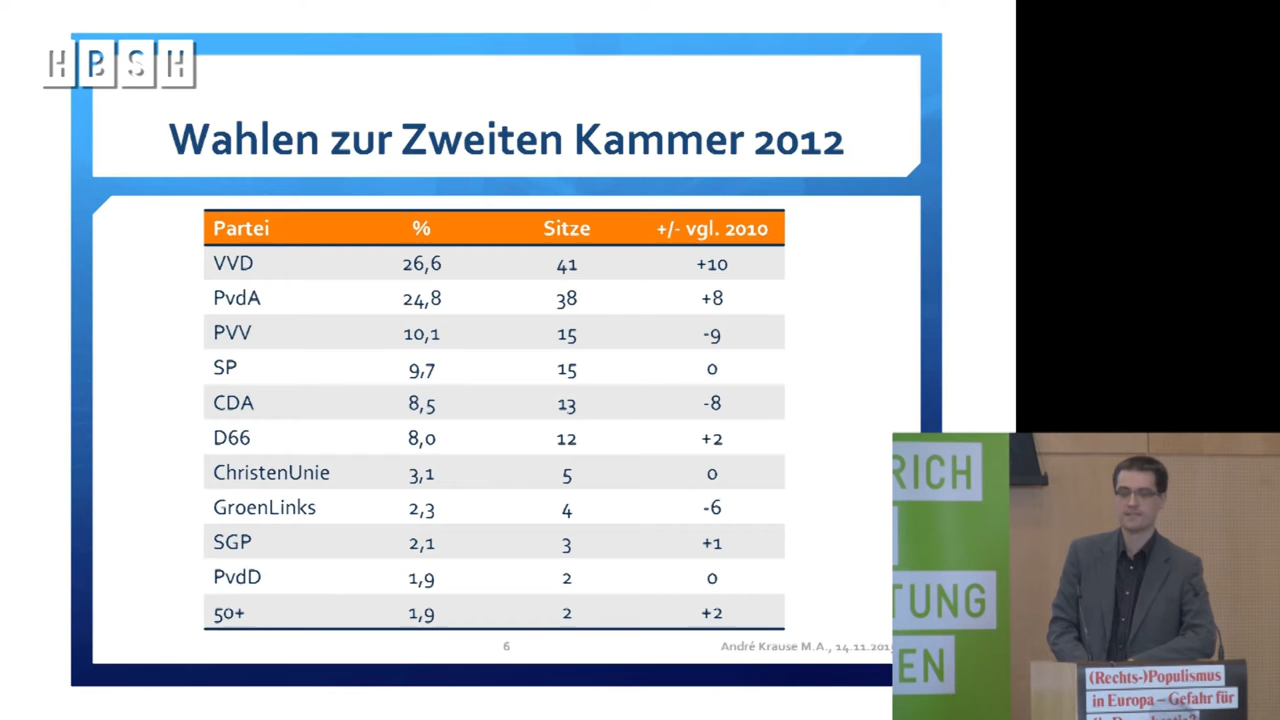 HBSH
Wahlen zur Zweiten Kammer 2012
Partei % Sitze +/- vgl. 2010
VVD 26,6 41 +10
PvdA 24,8 38 +8
PVV 10,1 15 -9
SP 9,7 15 0
CDA 8,5 13 -8
D66 8,0 12 +2
ChristenUnie 3,1 5 0
GroenLinks 2,3 4 -6
SGP 2,1 3 +1
PvdD 1,9 2 0
50+ 1,9 2 +2
6 André Krause M.A., 14.11.201
RICH
TUNG
EN
(Rechts-)Populismus
in Europa – Gefahr für